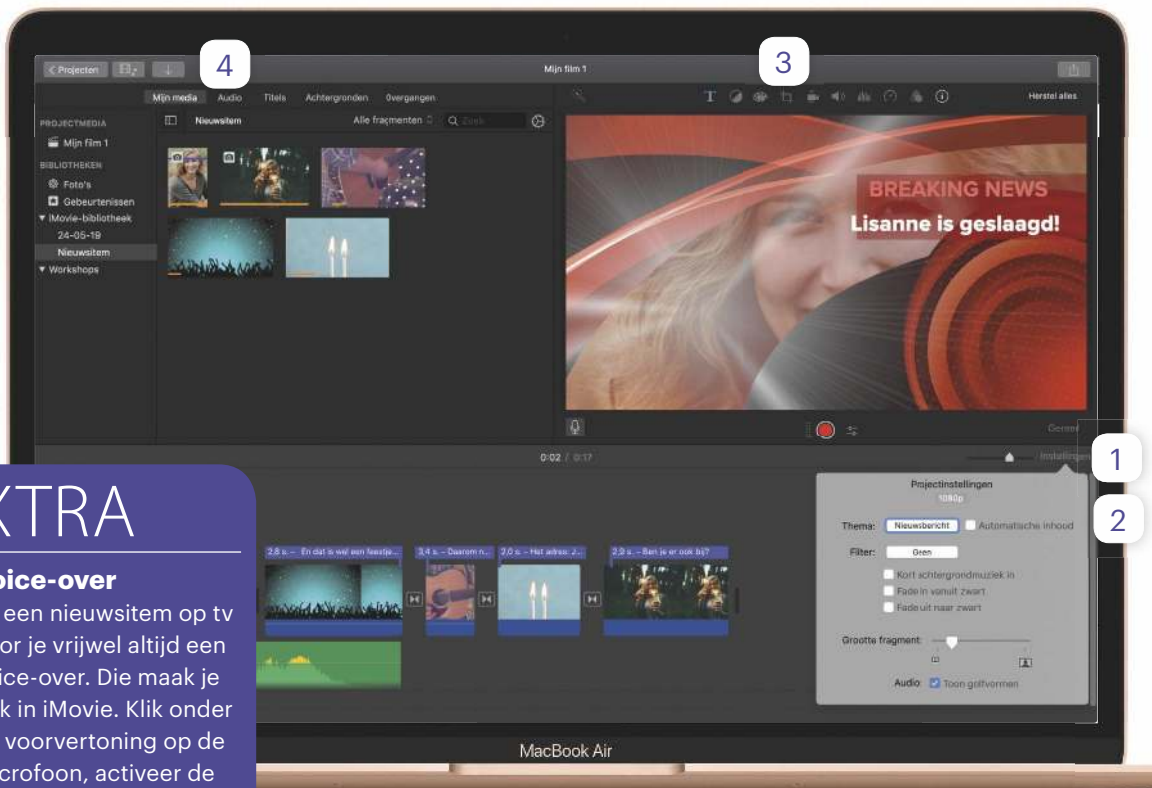 4
3
< Projecten
Mijn film 1
Mijn media Audio Titels Achtergronden Overgangen
Herstel alles
PROJECTMEDIA
Mijn film 1
BIBLIOTHEKEN
Foto's
Gebeurtenissen
▼ iMovie-bibliotheek
24-05-19
Nieuwsitem
▼ Workshops
Nieuwsitem Alle fragmenten Zoek
BREAKING NEWS
Lisanne is geslaagd!
Gereed
0:02 / 0:17
Instellingen
1
2
Projectinstellingen
1080p
Thema: Nieuwsbericht Automatische inhoud
Filter: Geen
Kort achtergrondmuziek in
Fade in vanuit zwart
Fade uit naar zwart
Grootte fragment:
Audio: Toon golfvormen
2,8 s. – En dat is wel een feestje...
3,4 s. – Daarom n...
2,0 s. – Het adres: J...
2,9 s. – Ben je er ook bij?
MacBook Air
XTRA
oice-over
een nieuwsitem op tv
oor je vrijwel altijd een
ice-over. Die maak je
k in iMovie. Klik onder
voorvertoning op de
crofoon, activeer de